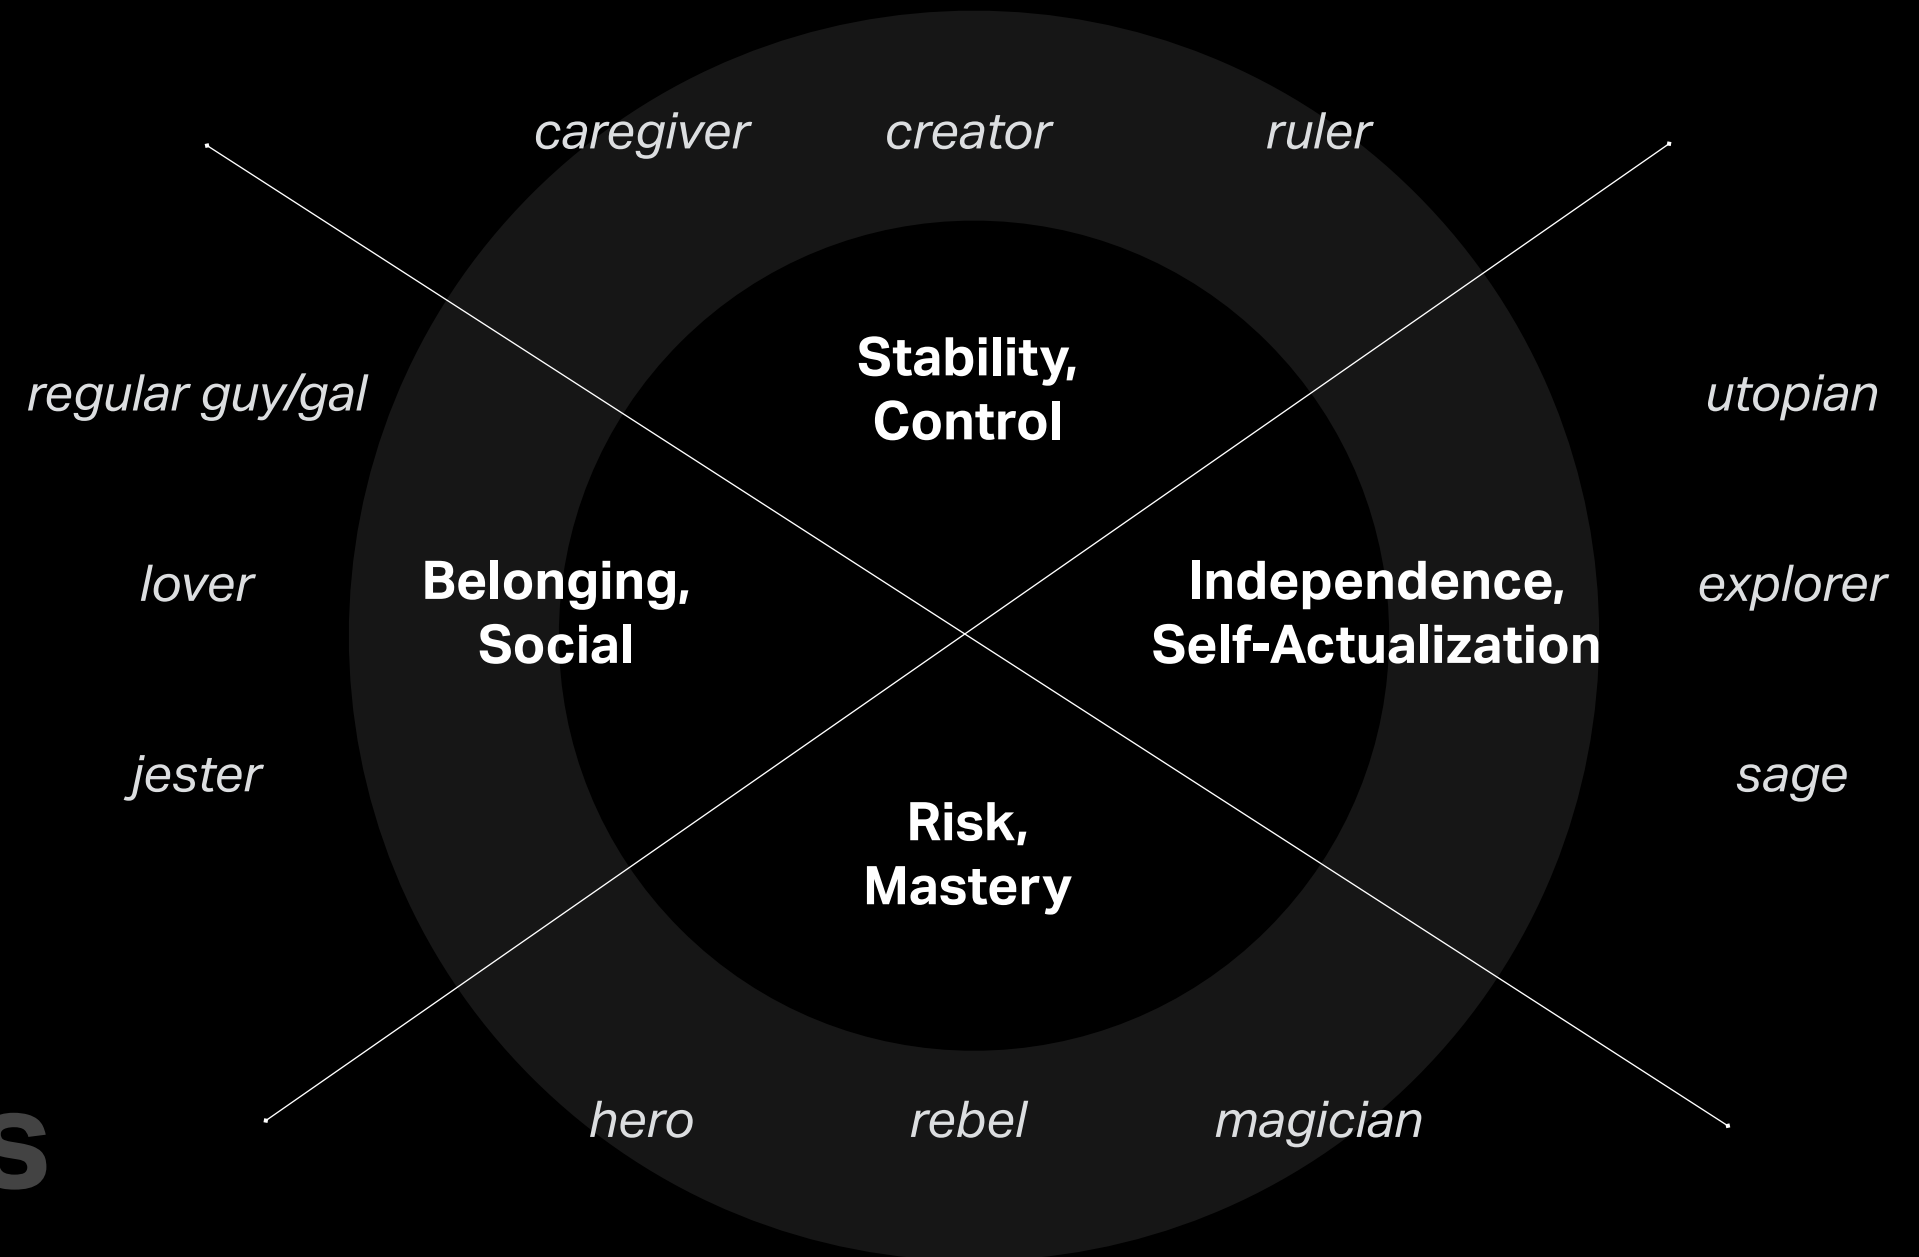 caregiver creator ruler
regular guy/gal
lover
jester
Stability,
Control
Belonging,
Social
Independence,
Self-Actualization
Risk,
Mastery
utopian
explorer
sage
hero rebel magician
s